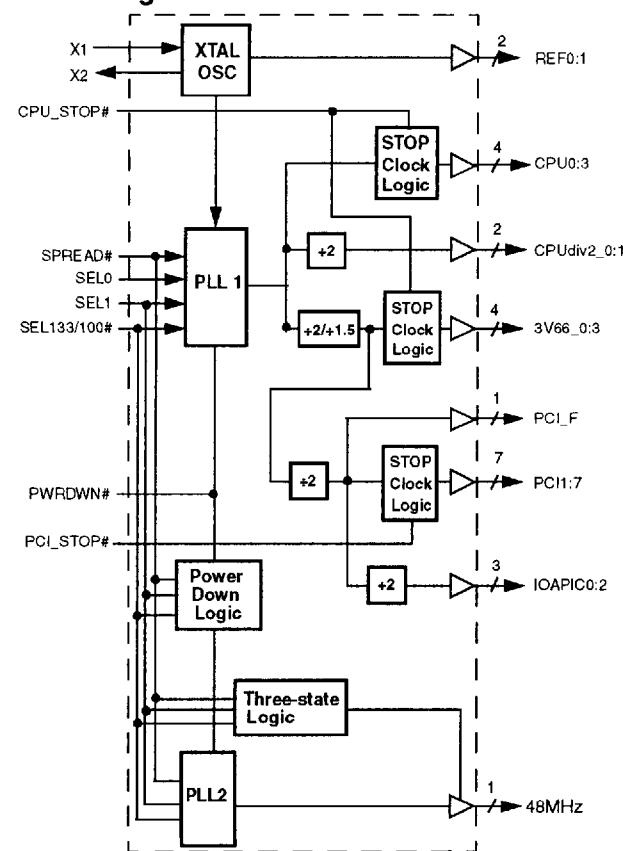 X1
X2
XTAL
OSC
2
REF0:1
CPU_STOP#
STOP
Clock
Logic
4
CPU0:3
SPREAD#
SEL0
SEL1
SEL133/100#
PLL 1
÷2
2
CPUdiv2_0:1
÷2/÷1.5
STOP
Clock
Logic
4
3V66_0:3
1
PCI_F
÷2
STOP
Clock
Logic
7
PCI1:7
PWRDWN#
PCI_STOP#
Power
Down
Logic
÷2
3
IOAPIC0:2
Three-state
Logic
PLL2
1
48MHz